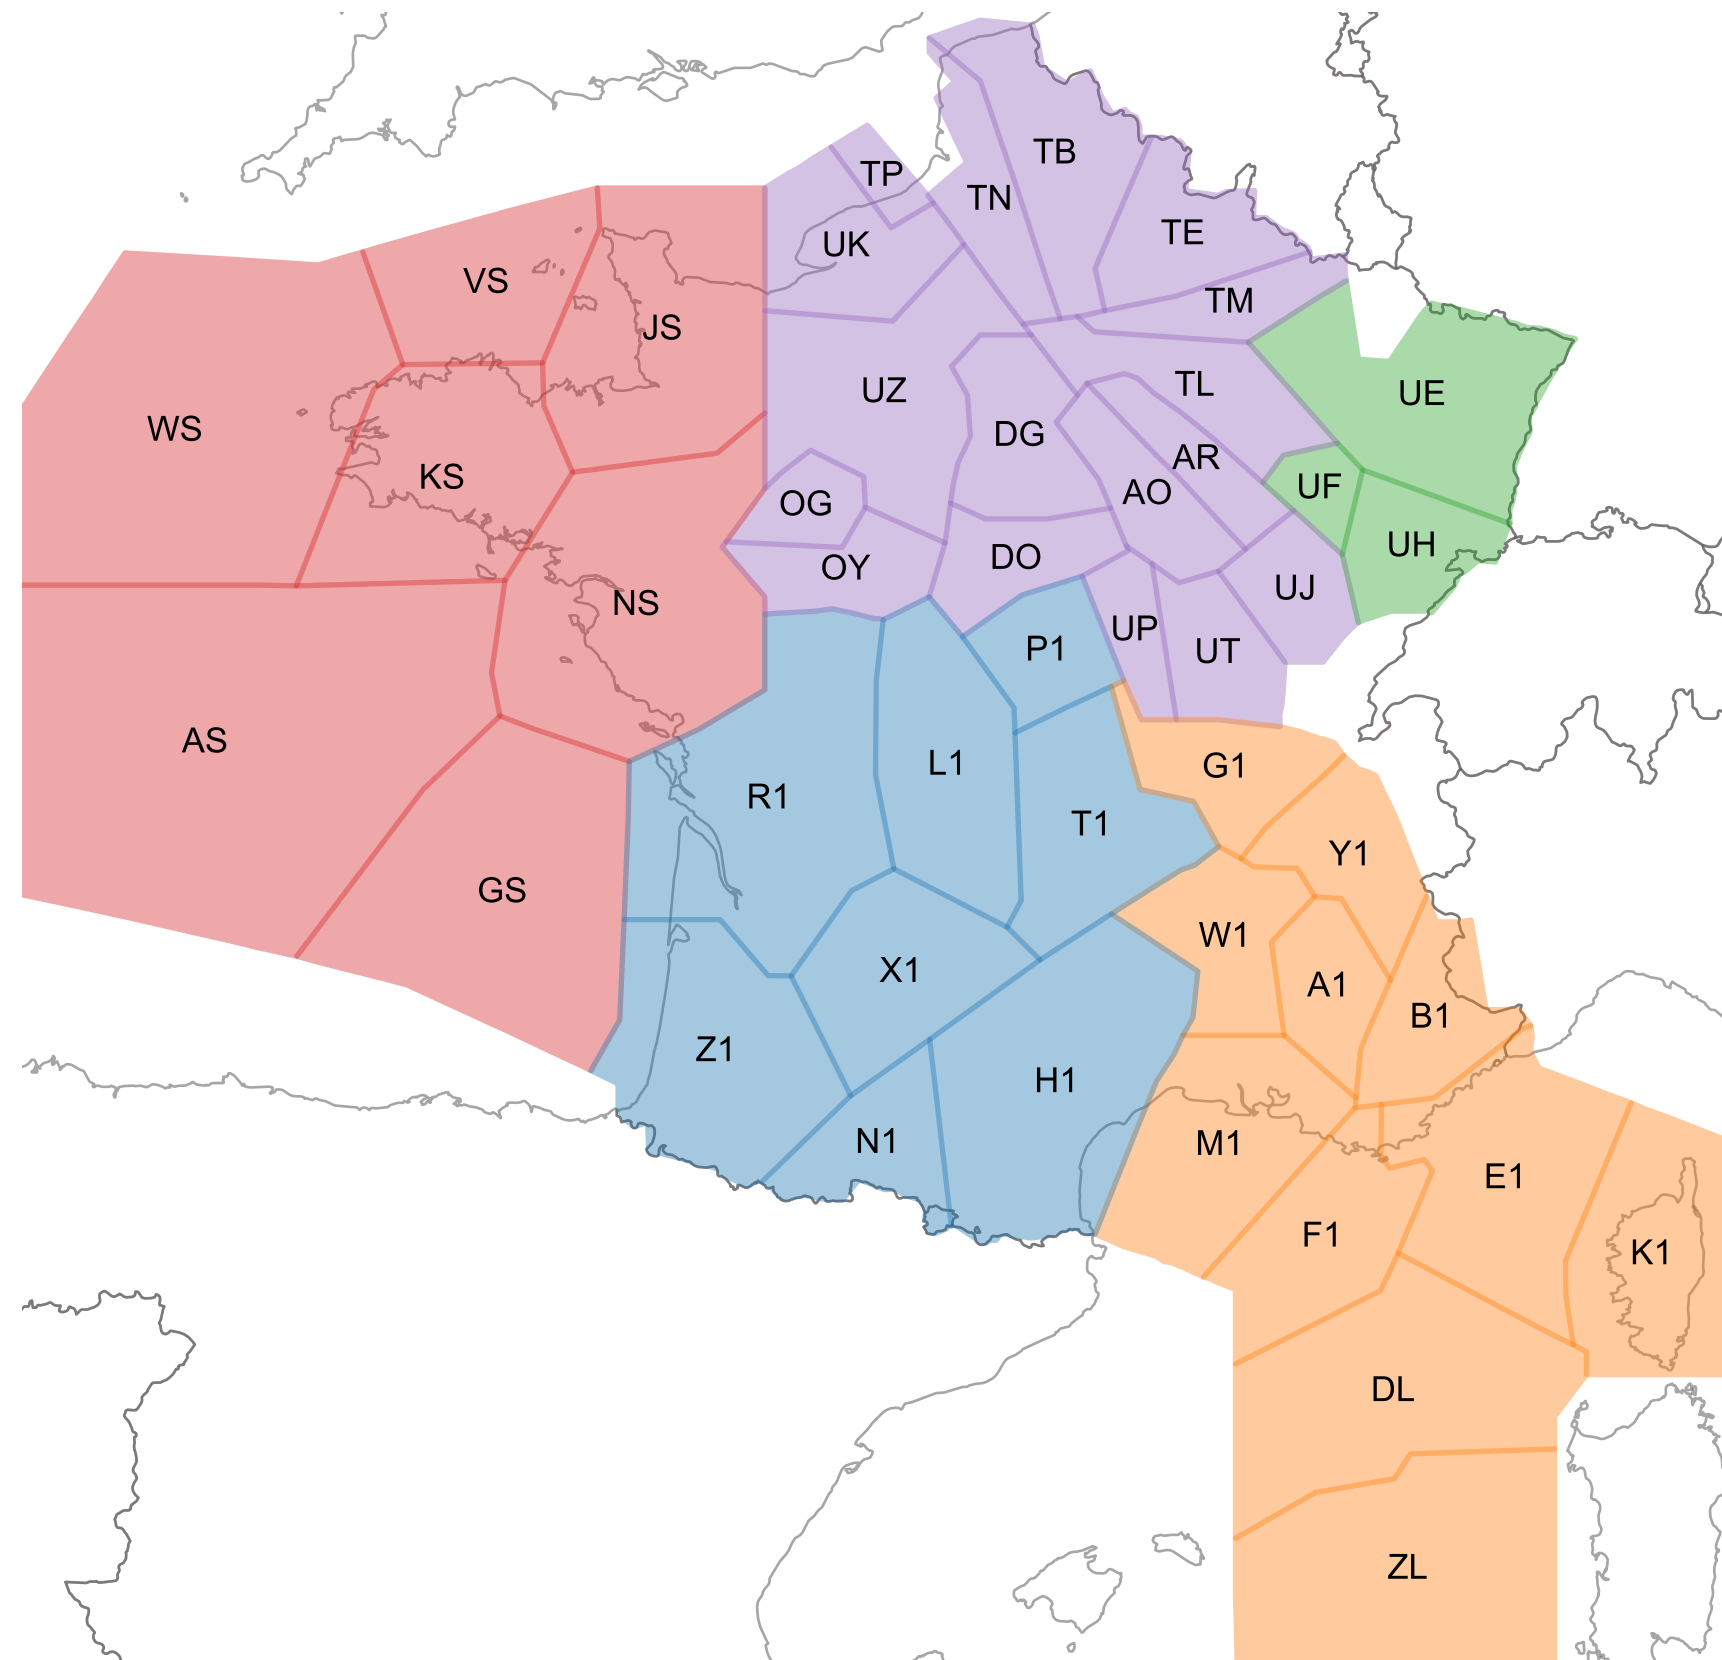 TB
TP
TN
TE
UK
VS
TM
JS
TL
UZ
UE
WS
DG
AR
KS
UF
AO
OG
UH
DO
OY
UJ
NS
UP
P1
UT
AS
L1
G1
R1
T1
Y1
GS
W1
X1
A1
B1
Z1
H1
N1
M1
E1
F1
K1
DL
ZL